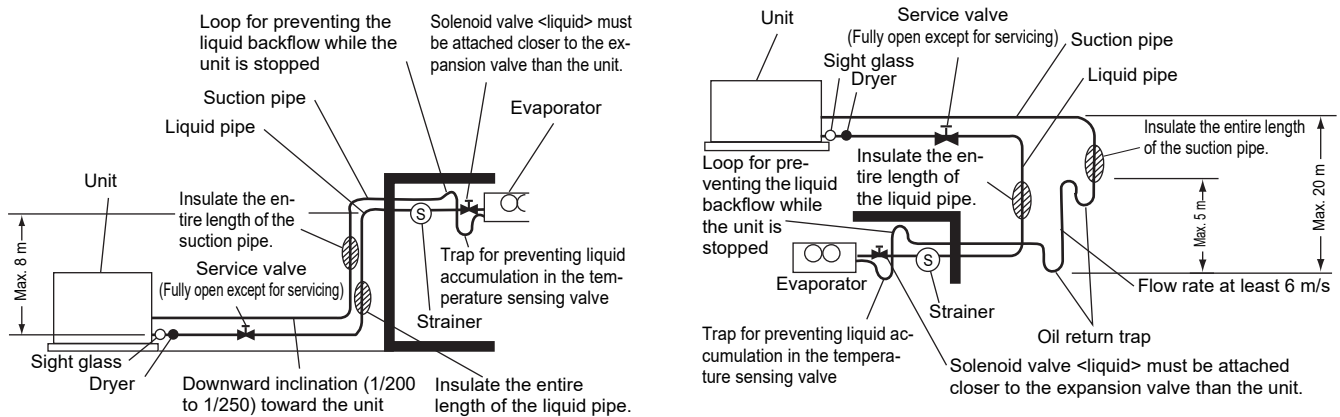 Loop for preventing the
liquid backflow while the
unit is stopped
Solenoid valve <liquid> must
be attached closer to the ex-
pansion valve than the unit.
Suction pipe
Liquid pipe
Evaporator
Unit
Insulate the en-
tire length of the
suction pipe.
Max. 8 m
Service valve
(Fully open except for servicing)
S
Trap for preventing liquid
accumulation in the tem-
perature sensing valve
Strainer
Sight glass
Dryer
Downward inclination (1/200
to 1/250) toward the unit
Insulate the entire
length of the liquid pipe.
Unit
Service valve
(Fully open except for servicing)
Sight glass
Dryer
Suction pipe
Liquid pipe
Insulate the entire length
of the suction pipe.
Loop for pre-
venting the liquid
backflow while
the unit is
stopped
Insulate the en-
tire length of
the liquid pipe.
Max. 5 m
Max. 20 m
S
Evaporator
Strainer
Flow rate at least 6 m/s
Oil return trap
Trap for preventing liquid ac-
cumulation in the tempera-
ture sensing valve
Solenoid valve <liquid> must be attached
closer to the expansion valve than the unit.